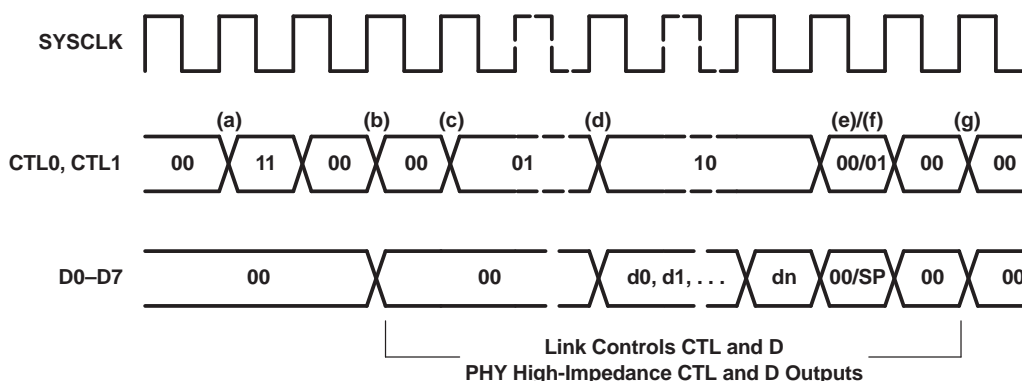 SYSCLK
(a) (b) (c) (d) (e)/(f) (g)
CTL0, CTL1 00 11 00 00 01 10 00/01 00 00
D0–D7 00 00 d0, d1, . . . dn 00/SP 00 00
Link Controls CTL and D
PHY High-Impedance CTL and D Outputs